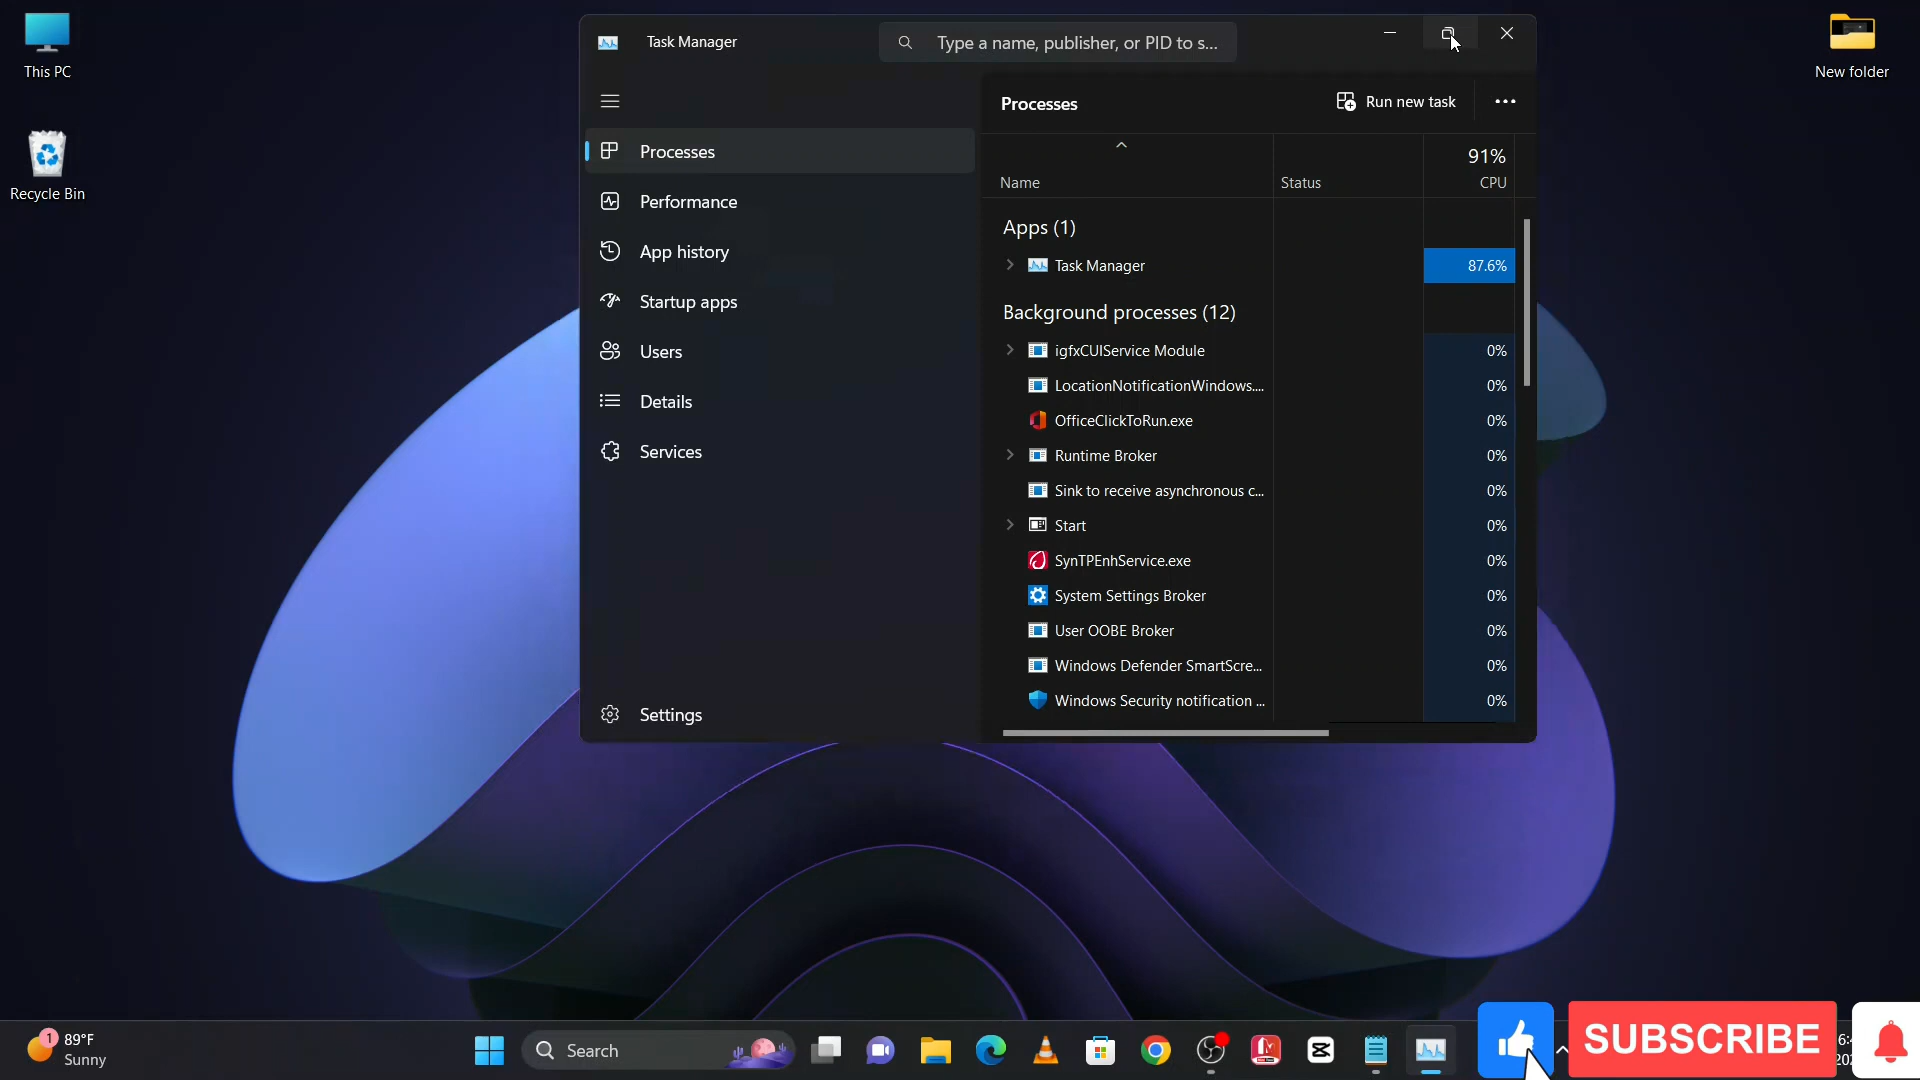 This PC
Recycle Bin
New folder
Task Manager
Type a name, publisher, or PID to s...
Processes
Performance
App history
Startup apps
Users
Details
Services
Settings
Processes
Run new task
Name
Status
91%
CPU
Apps (1)
Task Manager
87.6%
Background processes (12)
igfxCUIService Module
0%
LocationNotificationWindows....
0%
OfficeClickToRun.exe
0%
Runtime Broker
0%
Sink to receive asynchronous c...
0%
Start
0%
SynTPEnhService.exe
0%
System Settings Broker
0%
User OOBE Broker
0%
Windows Defender SmartScre...
0%
Windows Security notification ...
0%
1
89°F
Sunny
Search
SUBSCRIBE